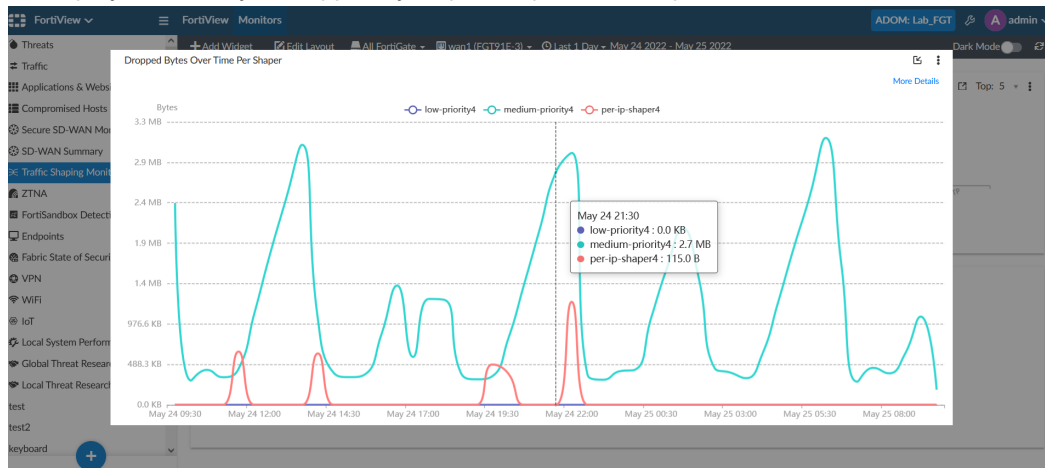 FortiView
FortiView Monitors
ADOM: Lab_FGT
A admin
Threats
Add Widget Edit Layout All FortiGate wan1 (FGT91E-3) Last 1 Day May 24 2022 - May 25 2022
Dark Mode
Traffic
Applications & Websi
Compromised Hosts
Secure SD-WAN Mo
SD-WAN Summary
Traffic Shaping Monit
ZTNA
FortiSandbox Detecti
Endpoints
Fabric State of Securi
VPN
WiFi
IoT
Local System Perform
Global Threat Resear
Local Threat Research
test
test2
keyboard
Top: 5
Dropped Bytes Over Time Per Shaper
More Details
Bytes
low-priority4 medium-priority4 per-ip-shaper4
3.3 MB
2.9 MB
2.4 MB
1.9 MB
1.4 MB
976.6 KB
488.3 KB
0.0 KB
May 24 21:30
low-priority4 : 0.0 KB
medium-priority4 : 2.7 MB
per-ip-shaper4 : 115.0 B
May 24 09:30 May 24 12:00 May 24 14:30 May 24 17:00 May 24 19:30 May 24 22:00 May 25 00:30 May 25 03:00 May 25 05:30 May 25 08:00